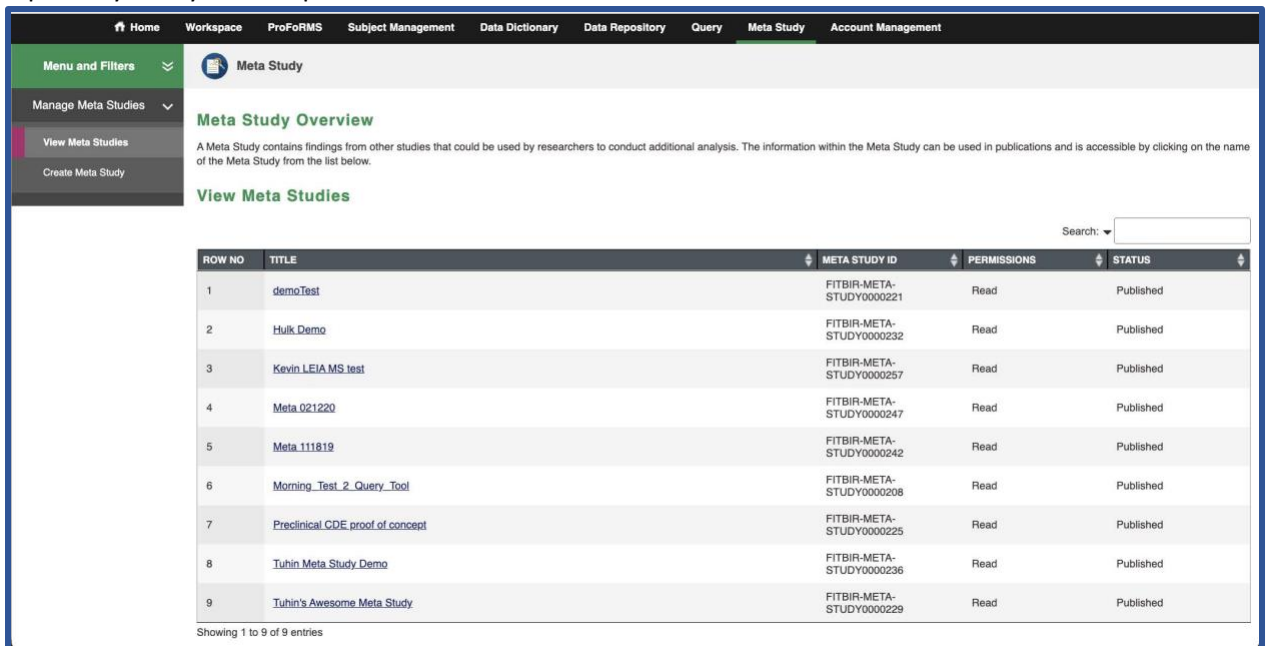 Home Workspace ProFoRMS Subject Management Data Dictionary Data Repository Query Meta Study Account Management
Menu and Filters
Meta Study
Manage Meta Studies
View Meta Studies
Create Meta Study
Meta Study Overview
A Meta Study contains findings from other studies that could be used by researchers to conduct additional analysis. The information within the Meta Study can be used in publications and is accessible by clicking on the name
of the Meta Study from the list below.
View Meta Studies
Search:
ROW NO TITLE META STUDY ID PERMISSIONS STATUS
1 demoTest FITBIR-META-
STUDY0000221 Read Published
2 Hulk Demo FITBIR-META-
STUDY0000232 Read Published
3 Kevin LEIA MS test FITBIR-META-
STUDY0000257 Read Published
4 Meta 021220 FITBIR-META-
STUDY0000247 Read Published
5 Meta 111819 FITBIR-META-
STUDY0000242 Read Published
6 Morning_Test_2_Query_Tool FITBIR-META-
STUDY0000208 Read Published
7 Preclinical CDE proof of concept FITBIR-META-
STUDY0000225 Read Published
8 Tuhin Meta Study Demo FITBIR-META-
STUDY0000236 Read Published
9 Tuhin's Awesome Meta Study FITBIR-META-
STUDY0000229 Read Published
Showing 1 to 9 of 9 entries